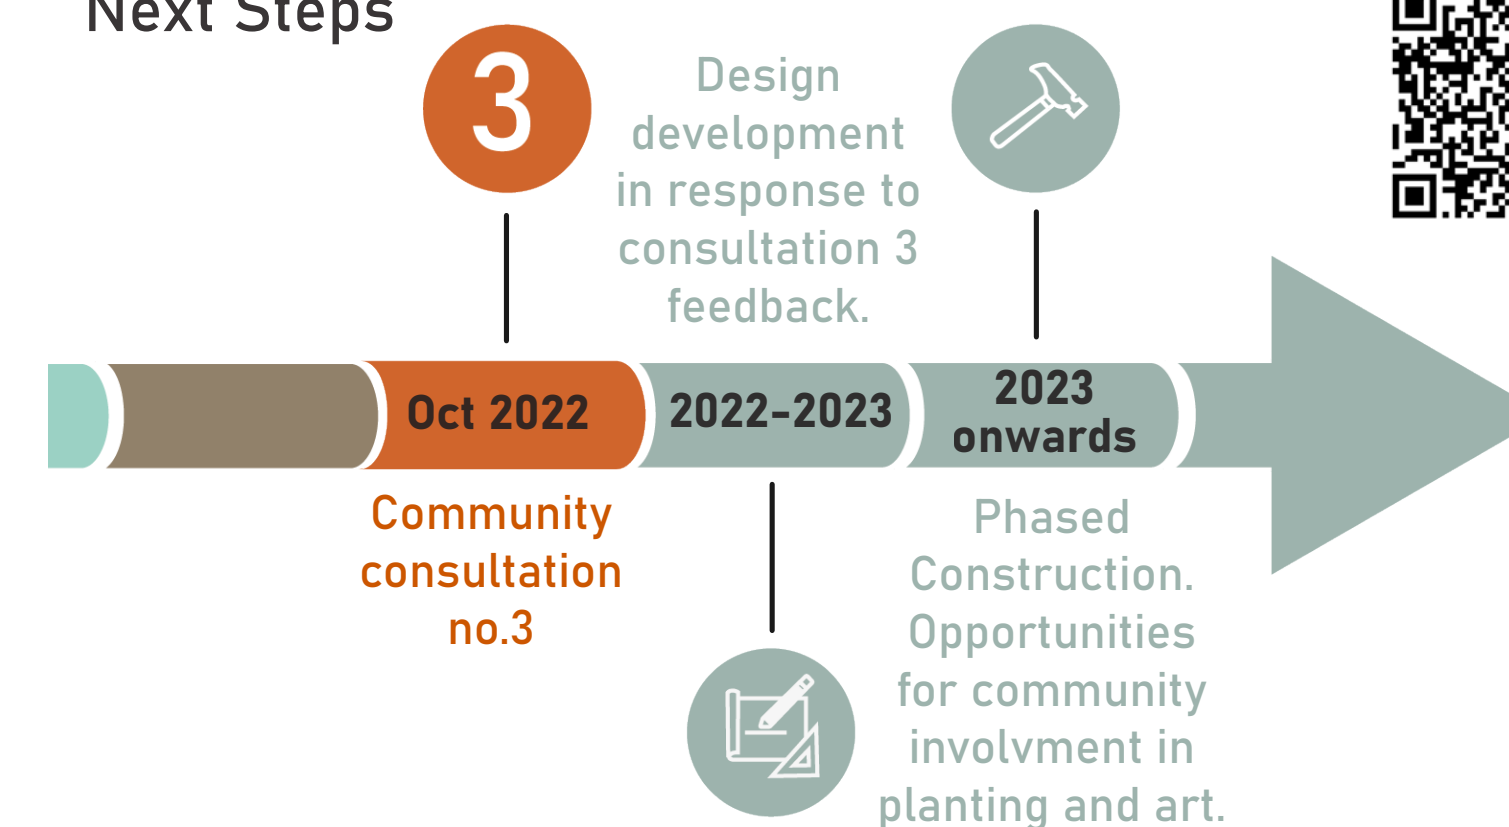 Next Steps
3
Design
development
in response to
consultation 3
feedback.
Oct 2022
2022-2023
2023
onwards
Community
consultation
no.3
Phased
Construction.
Opportunities
for community
involvment in
planting and art.